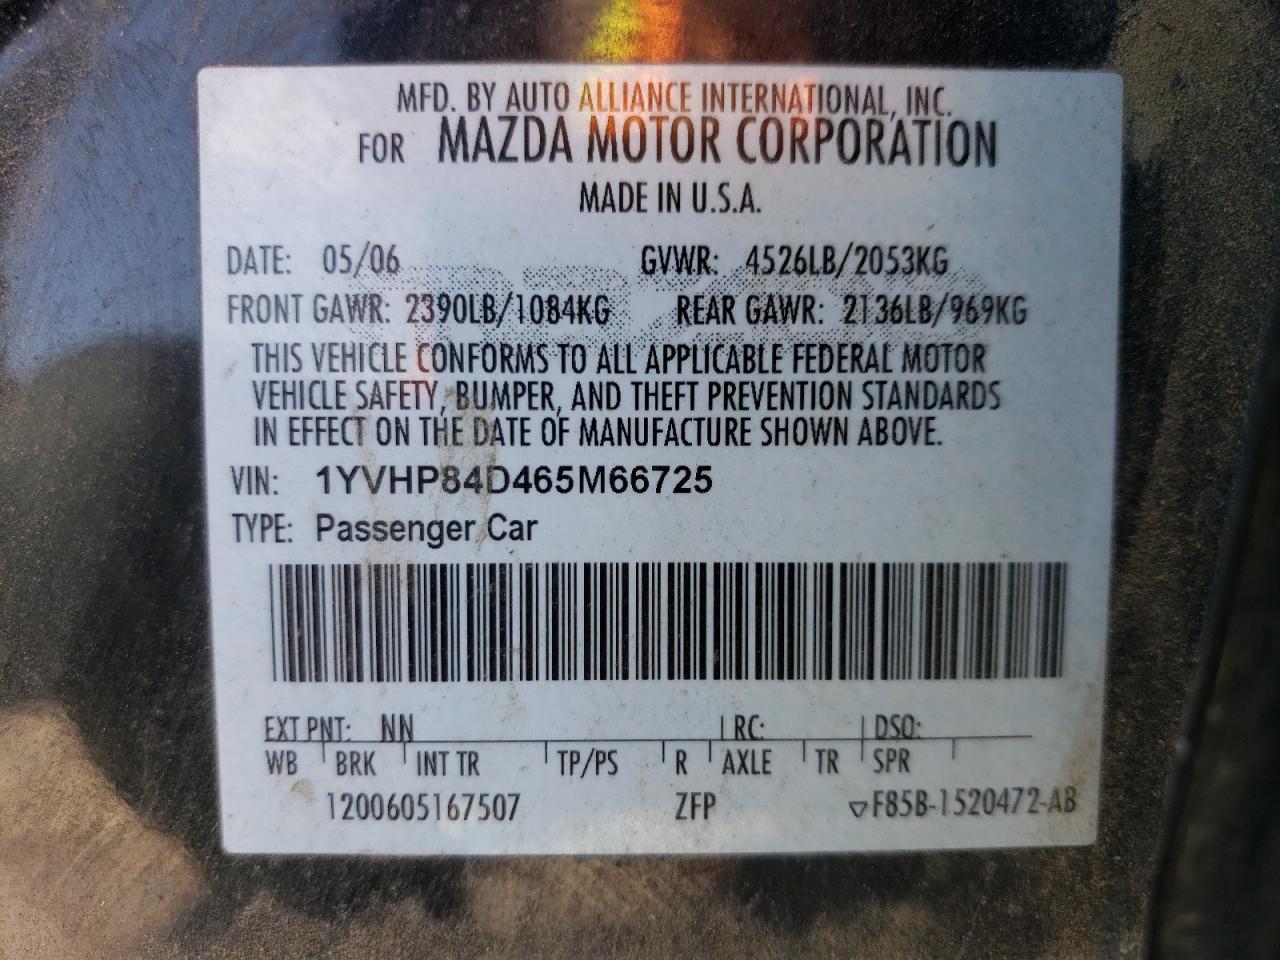 MFD. BY AUTO ALLIANCE INTERNATIONAL, INC.
FOR MAZDA MOTOR CORPORATION
MADE IN U.S.A.
DATE: 05/06 GVWR: 4526LB/2053KG
FRONT GAWR: 2390LB/1084KG REAR GAWR: 2136LB/969KG
THIS VEHICLE CONFORMS TO ALL APPLICABLE FEDERAL MOTOR
VEHICLE SAFETY, BUMPER, AND THEFT PREVENTION STANDARDS
IN EFFECT ON THE DATE OF MANUFACTURE SHOWN ABOVE.
VIN: 1YVHP84D465M66725
TYPE: Passenger Car
EXT PNT: NN RC: DSO:
WB BRK INT TR TP/PS R AXLE TR SPR
1200605167507 ZFP ▽F85B-1520472-AB